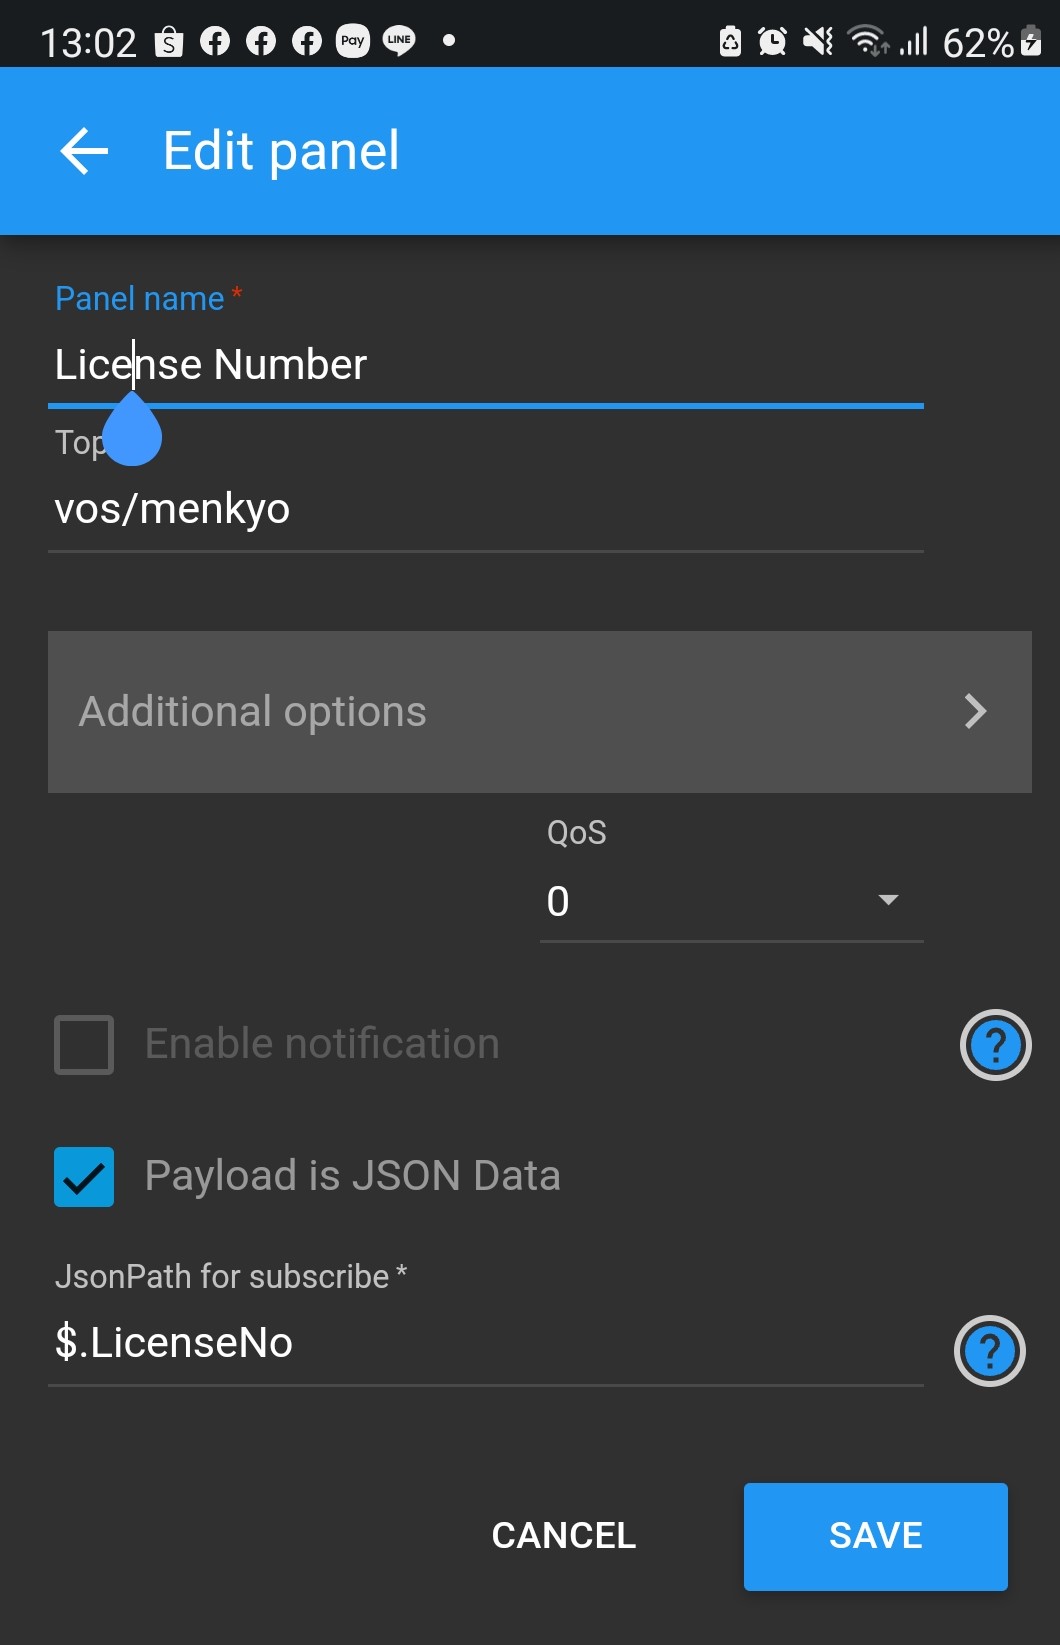 13:02 S Pay LINE 62%
Edit panel
Panel name *
License Number
Top
vos/menkyo
Additional options
QoS
0
Enable notification
?
Payload is JSON Data
JsonPath for subscribe *
$.LicenseNo
?
CANCEL SAVE